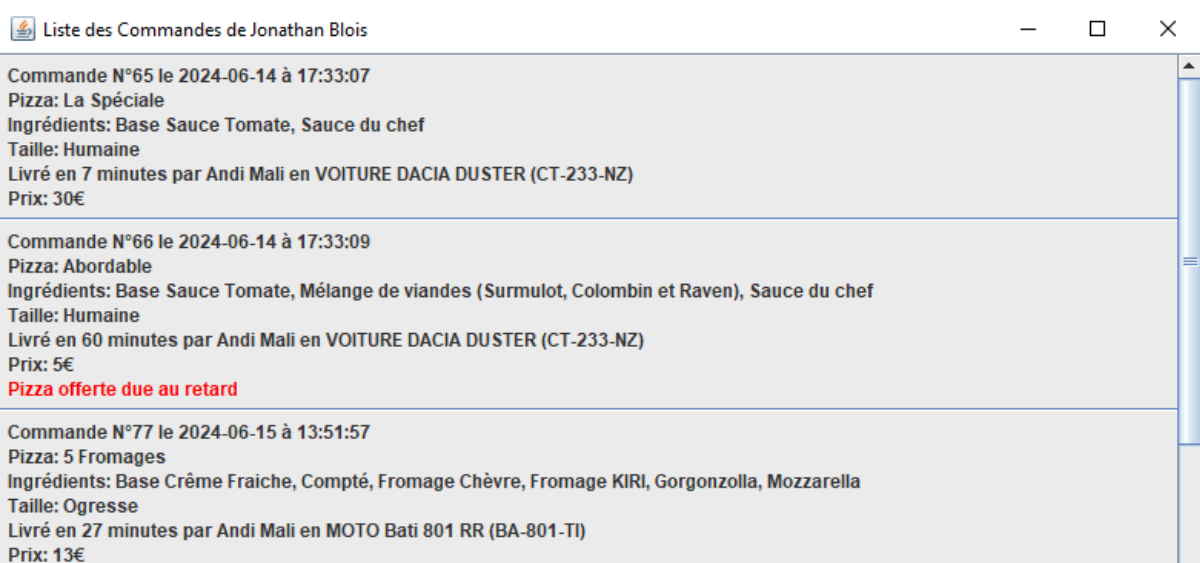 Liste des Commandes de Jonathan Blois
Commande N°65 le 2024-06-14 à 17:33:07
Pizza: La Spéciale
Ingrédients: Base Sauce Tomate, Sauce du chef
Taille: Humaine
Livré en 7 minutes par Andi Mali en VOITURE DACIA DUSTER (CT-233-NZ)
Prix: 30€
Commande N°66 le 2024-06-14 à 17:33:09
Pizza: Abordable
Ingrédients: Base Sauce Tomate, Mélange de viandes (Surmulot, Colombin et Raven), Sauce du chef
Taille: Humaine
Livré en 60 minutes par Andi Mali en VOITURE DACIA DUSTER (CT-233-NZ)
Prix: 5€
Pizza offerte due au retard
Commande N°77 le 2024-06-15 à 13:51:57
Pizza: 5 Fromages
Ingrédients: Base Crême Fraiche, Compté, Fromage Chèvre, Fromage KIRI, Gorgonzolla, Mozzarella
Taille: Ogresse
Livré en 27 minutes par Andi Mali en MOTO Bati 801 RR (BA-801-TI)
Prix: 13€